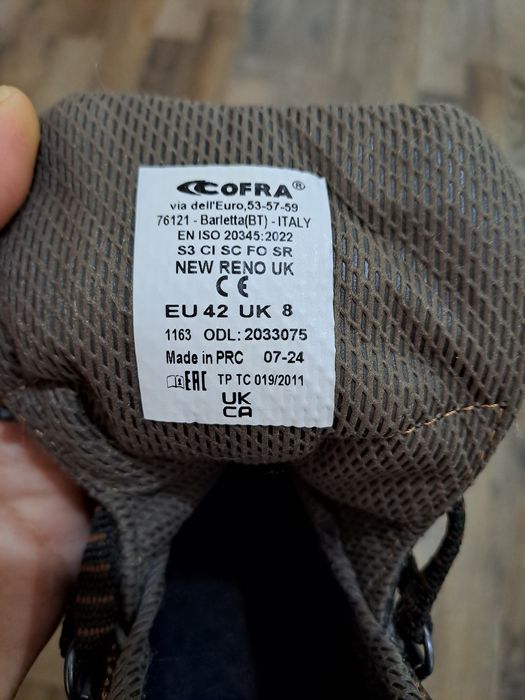 COFRA®
via dell'Euro,53-57-59
76121 - Barletta(BT) - ITALY
EN ISO 20345:2022
S3 CI SC FO SR
NEW RENO UK
CE
EU 42 UK 8
1163 ODL: 2033075
Made in PRC 07-24
EAC TP TC 019/2011
UK
CA